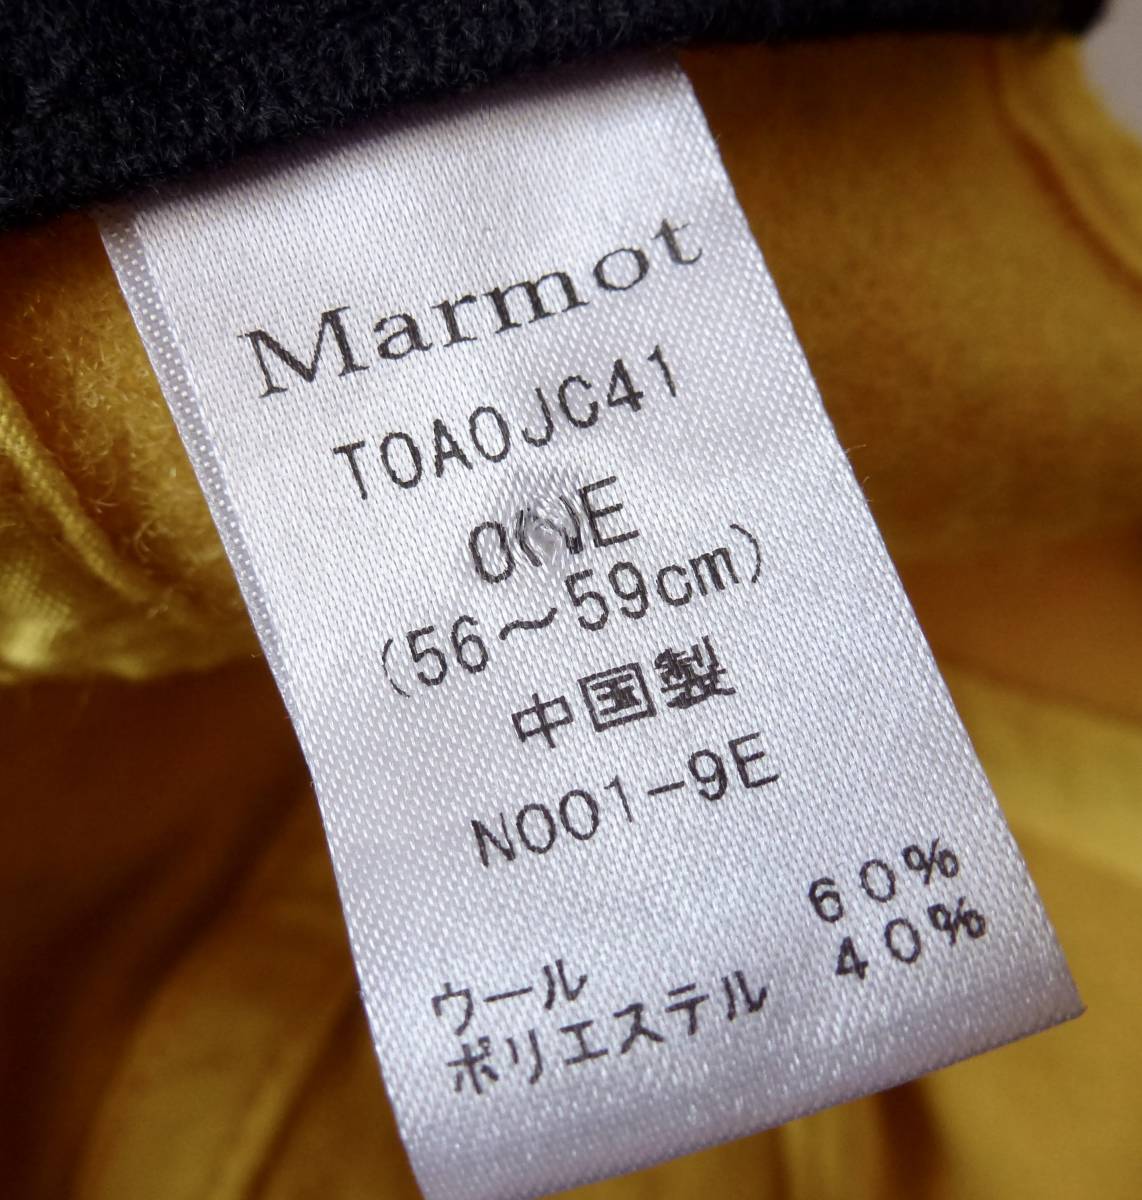 Marmot
TOAOJC41
ONE
(56～59cm)
中国製
N001-9E
ウール 60%
ポリエステル 40%